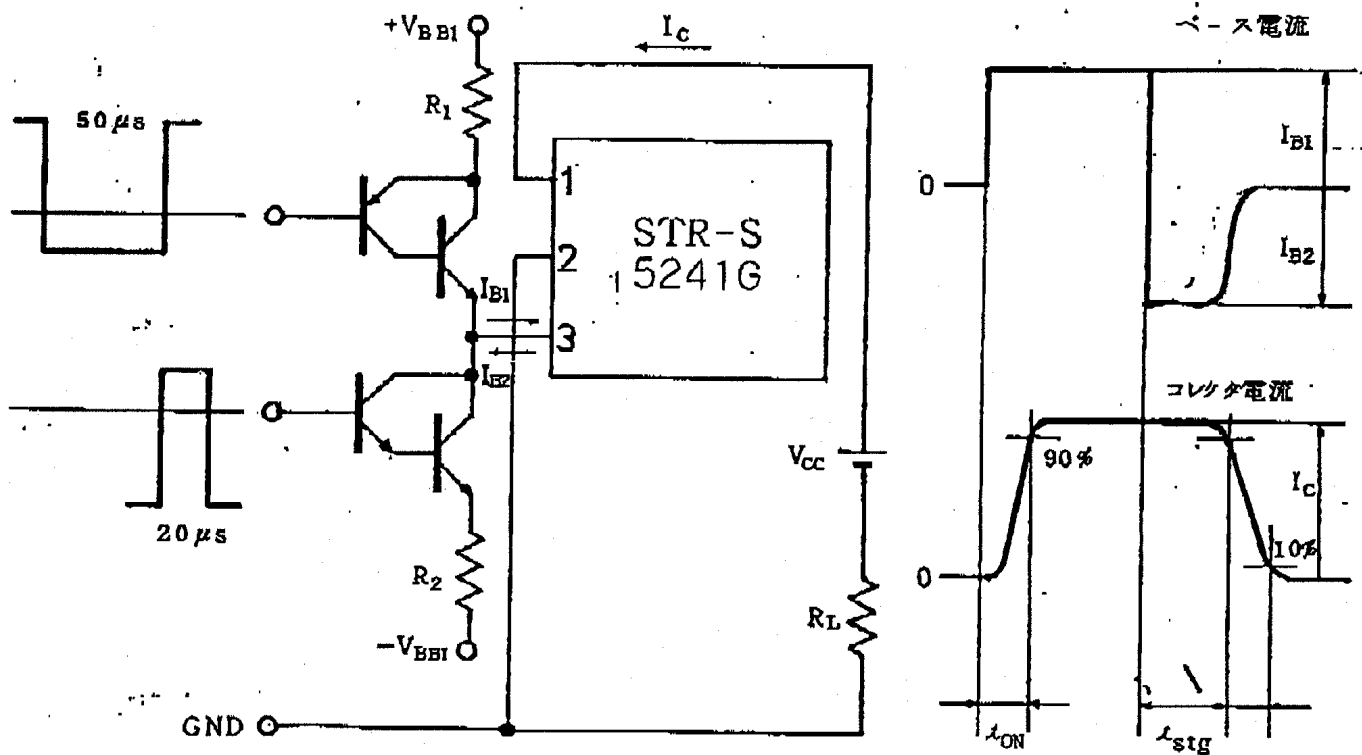 +VBB1
IC
ベース電流
50μs
R1
1
STR-S
5241G
2
3
IB1
IB2
0
IB1
IB2
コレクタ電流
VCC
90%
IC
10%
0
20μs
R2
RL
-VBB1
GND
tON
tstg